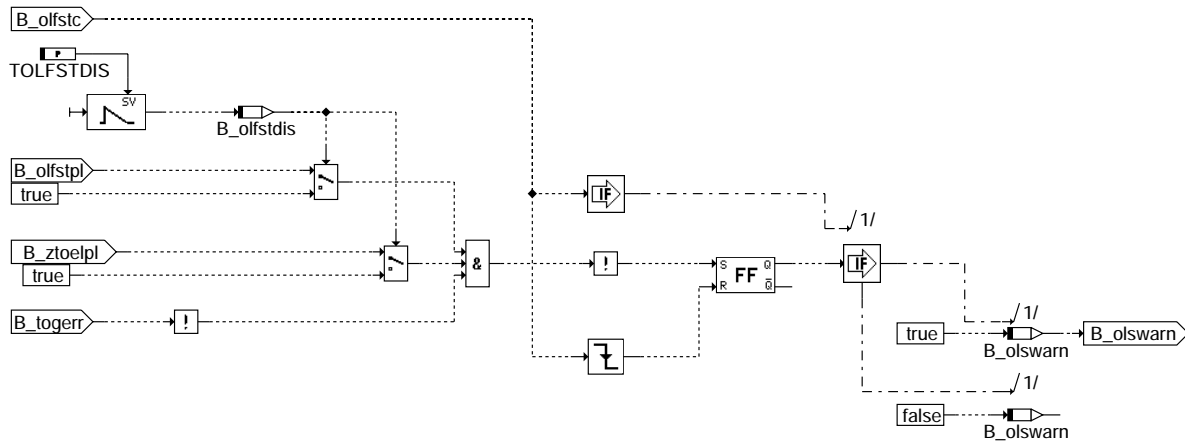 B_olfstc
P
TOLFSTDIS
SV
B_olfstdis
B_olfstpl
true
IF
/1/
B_ztoelpl
true
&
!
S Q
FF
R Q
IF
B_togerr
!
/1/
true
B_olswarn
B_olswarn
/1/
false
B_olswarn